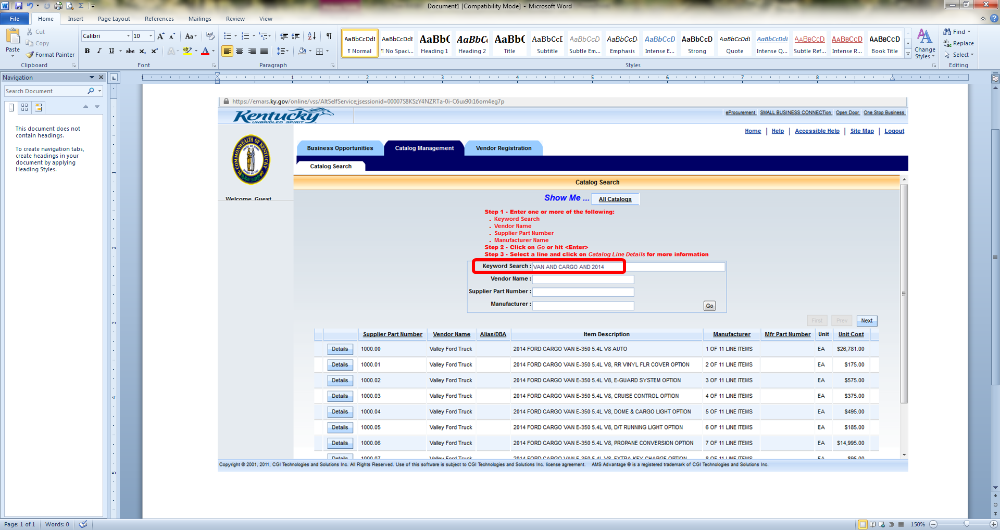 Document1 [Compatibility Mode] - Microsoft Word
File Home Insert Page Layout References Mailings Review View
Paste
Cut
Copy
Format Painter
Clipboard
Calibri 10
Font
Paragraph
AaBbCcDdE AaBbCcDdE AaBbC AaBbC AaBbC AaBbCcI AaBbCcD AaBbCcD AaBbCcD AaBbCcD AaBbCcDdE AaBbCcDdE AaBbCcDd AaBbCcD AaBbCcD
¶ Normal ¶ No Spaci... Heading 1 Heading 2 Title Subtitle Subtle Em... Emphasis Intense E... Strong Quote Intense Q... Subtle Ref... Intense R... Book Title
Styles
Change
Styles
Find
Replace
Select
Editing
Navigation
Search Document
This document does not
contain headings.
To create navigation tabs,
create headings in your
document by applying
Heading Styles.
1 1 2 3 4 5 6 7 8
1
2
3
4
5
https://emars.ky.gov/online/vss/AltSelfService;jsessionid=00007S8KSzY4NZRTa-0i-C6ux90:16om4eg7p
Kentucky
UNBRIDLED SPIRIT
eProcurement SMALL BUSINESS CONNECTion Open Door One Stop Business
Home | Help | Accessible Help | Site Map | Logout
COMMONWEALTH OF KENTUCKY
Welcome, Guest
Business Opportunities Catalog Management Vendor Registration
Catalog Search
Catalog Search
Show Me ... All Catalogs
Step 1 - Enter one or more of the following:
. Keyword Search
. Vendor Name
. Supplier Part Number
. Manufacturer Name
Step 2 - Click on Go or hit <Enter>
Step 3 - Select a line and click on Catalog Line Details for more information
Keyword Search : VAN AND CARGO AND 2014
Vendor Name :
Supplier Part Number :
Manufacturer : Go
First Prev Next
Supplier Part Number Vendor Name Alias/DBA Item Description Manufacturer Mfr Part Number Unit Unit Cost
Details 1000.00 Valley Ford Truck 2014 FORD CARGO VAN E-350 5.4L V8 AUTO 1 OF 11 LINE ITEMS EA $26,781.00
Details 1000.01 Valley Ford Truck 2014 FORD CARGO VAN E-350 5.4L V8, RR VINYL FLR COVER OPTION 2 OF 11 LINE ITEMS EA $175.00
Details 1000.02 Valley Ford Truck 2014 FORD CARGO VAN E-350 5.4L V8, E-GUARD SYSTEM OPTION 3 OF 11 LINE ITEMS EA $575.00
Details 1000.03 Valley Ford Truck 2014 FORD CARGO VAN E-350 5.4L V8, CRUISE CONTROL OPTION 4 OF 11 LINE ITEMS EA $375.00
Details 1000.04 Valley Ford Truck 2014 FORD CARGO VAN E-350 5.4L V8, DOME & CARGO LIGHT OPTION 5 OF 11 LINE ITEMS EA $495.00
Details 1000.05 Valley Ford Truck 2014 FORD CARGO VAN E-350 5.4L V8, D/T RUNNING LIGHT OPTION 6 OF 11 LINE ITEMS EA $185.00
Details 1000.06 Valley Ford Truck 2014 FORD CARGO VAN E-350 5.4L V8, PROPANE CONVERSION OPTION 7 OF 11 LINE ITEMS EA $14,995.00
Details 1000.07 Valley Ford Truck 2014 FORD CARGO VAN E-350 5.4L V8, EXTRA KEY CHARGE OPTION 8 OF 11 LINE ITEMS EA $95.00
Copyright © 2001, 2011, CGI Technologies and Solutions Inc. All Rights Reserved. Use of this software is subject to CGI Technologies and Solutions Inc. license agreement. AMS Advantage ® is a registered trademark of CGI Technologies and Solutions Inc.
Page: 1 of 1 Words: 0 150%